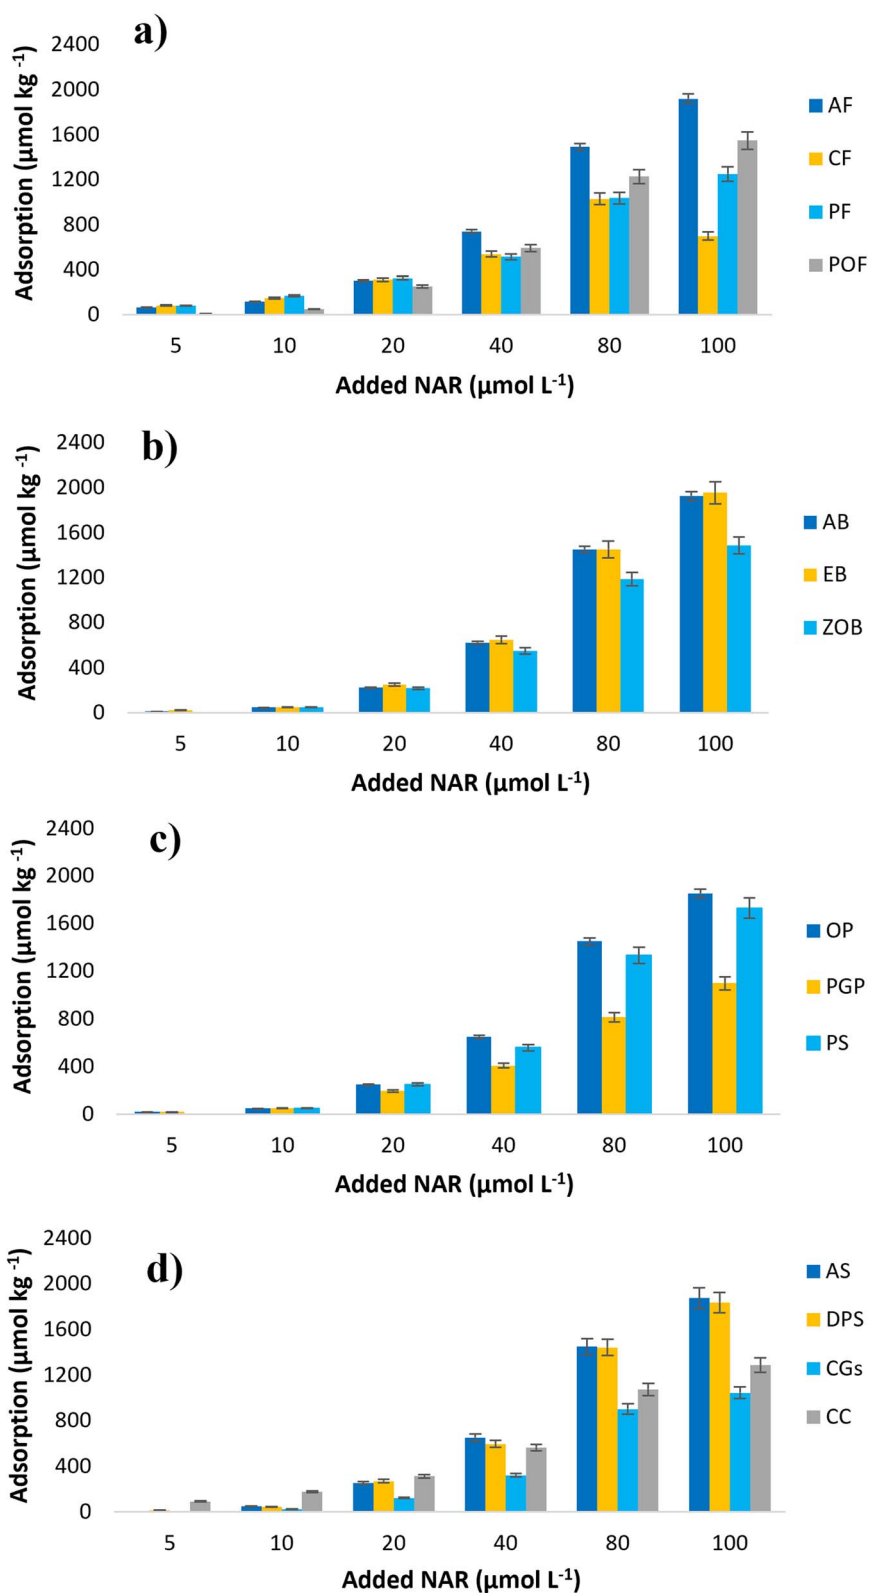 a)
2400
2000
1600
1200
800
400
0
Adsorption (µmol kg -1)
5 10 20 40 80 100
Added NAR (µmol L-1)
AF
CF
PF
POF
b)
2400
2000
1600
1200
800
400
0
Adsorption (µmol kg -1)
5 10 20 40 80 100
Added NAR (µmol L-1)
AB
EB
ZOB
c)
2400
2000
1600
1200
800
400
0
Adsorption (µmol kg -1)
5 10 20 40 80 100
Added NAR (µmol L-1)
OP
PGP
PS
d)
2400
2000
1600
1200
800
400
0
Adsorption (µmol kg -1)
5 10 20 40 80 100
Added NAR (µmol L-1)
AS
DPS
CGs
CC